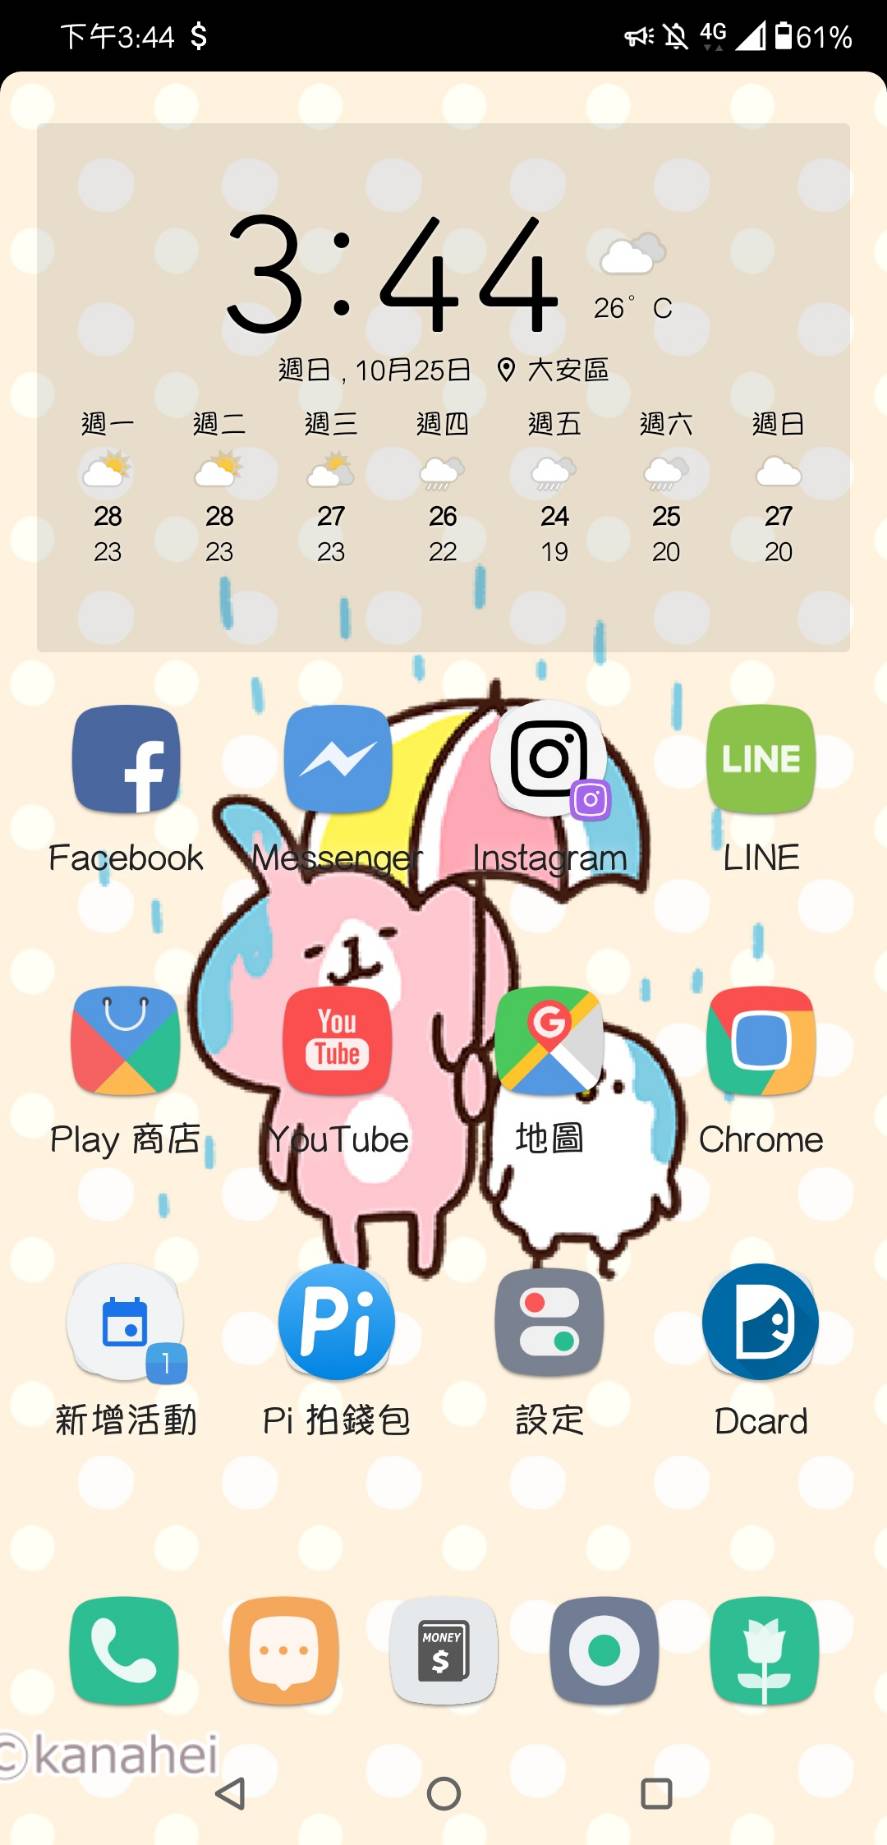 下午3:44 $ 4G 61%
3:44
26°C
週日 , 10月25日 大安區
週一 週二 週三 週四 週五 週六 週日
28 28 27 26 24 25 27
23 23 23 22 19 20 20
LINE
Facebook Messenger Instagram LINE
You
Tube
G
Play 商店 YouTube 地圖 Chrome
Pi
1
新增活動 Pi 拍錢包 設定 Dcard
MONEY
$
©kanahei